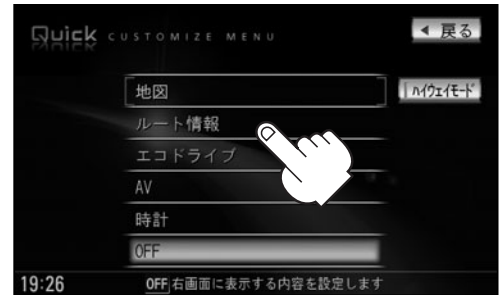 Quick CUSTOMIZE MENU
◀ 戻る
地図
ハイウェイモード
ルート情報
エコドライブ
AV
時計
OFF
19:26
OFF 右画面に表示する内容を設定します